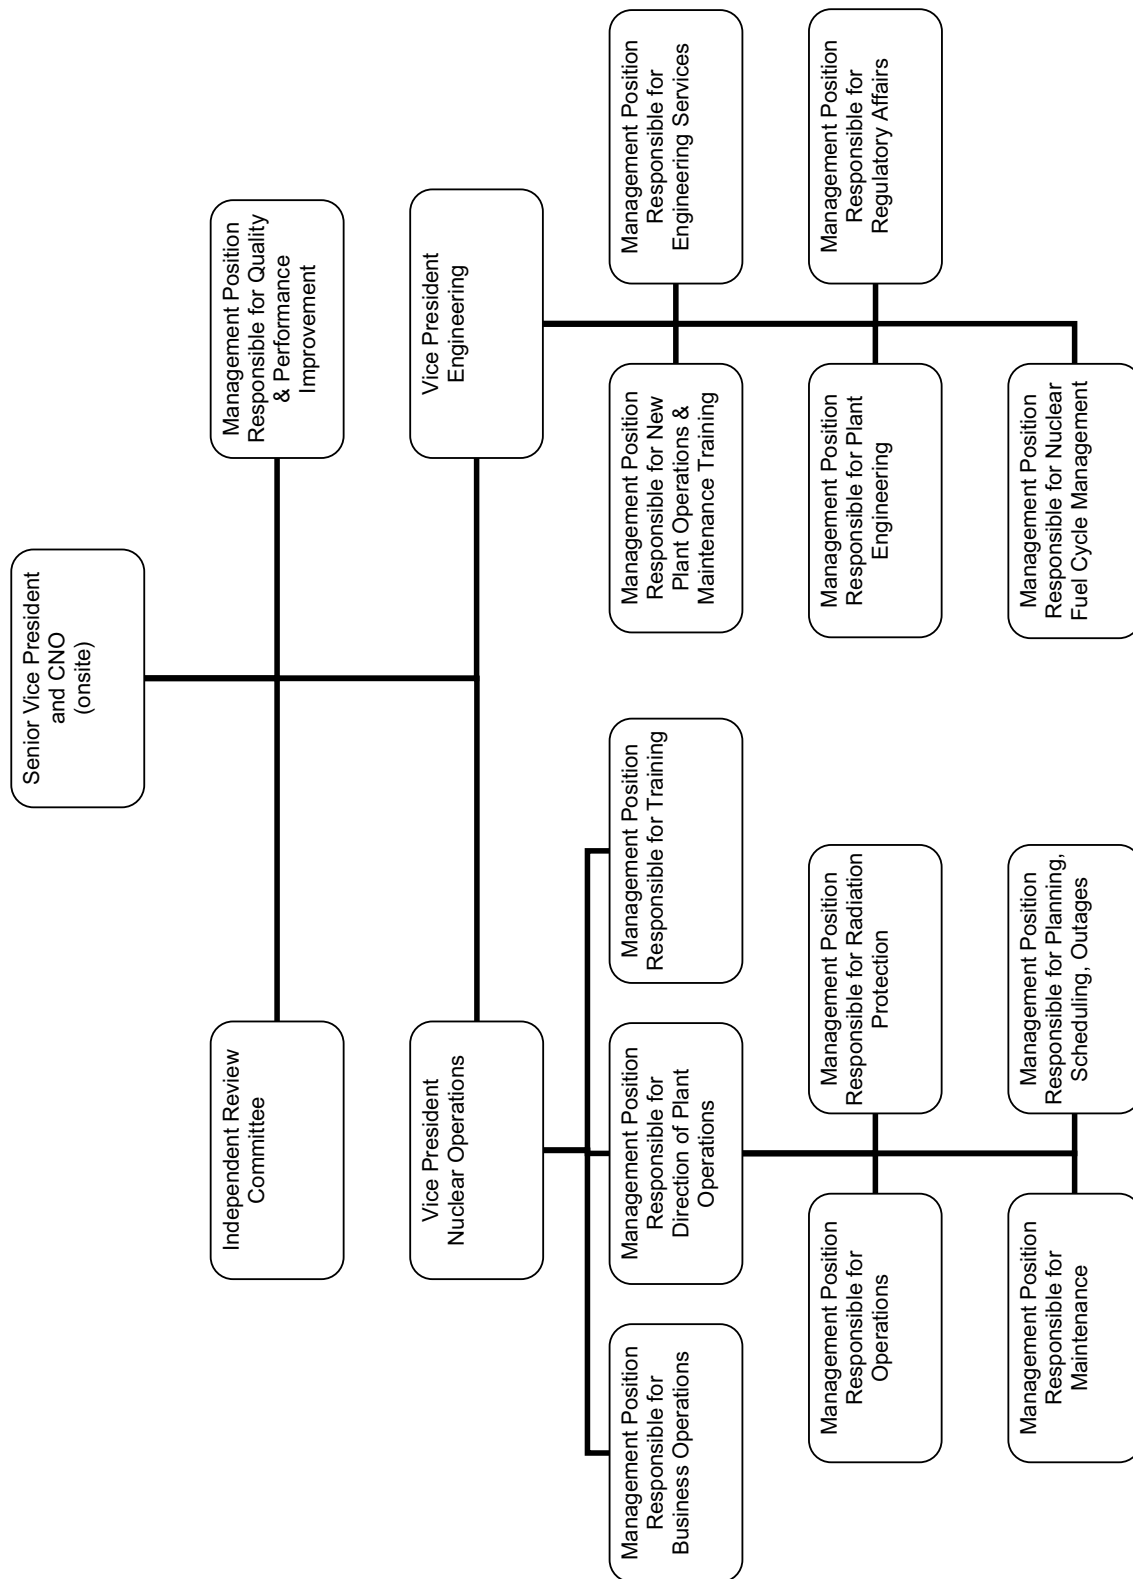 Senior Vice President
and CNO
(onsite)
Independent Review
Committee
Management Position
Responsible for Quality
& Performance
Improvement
Vice President
Nuclear Operations
Vice President
Engineering
Management Position
Responsible for
Business Operations
Management Position
Responsible for
Direction of Plant
Operations
Management Position
Responsible for Training
Management Position
Responsible for New
Plant Operations &
Maintenance Training
Management Position
Responsible for
Engineering Services
Management Position
Responsible for
Operations
Management Position
Responsible for Radiation
Protection
Management Position
Responsible for Plant
Engineering
Management Position
Responsible for
Regulatory Affairs
Management Position
Responsible for
Maintenance
Management Position
Responsible for Planning,
Scheduling, Outages
Management Position
Responsible for Nuclear
Fuel Cycle Management